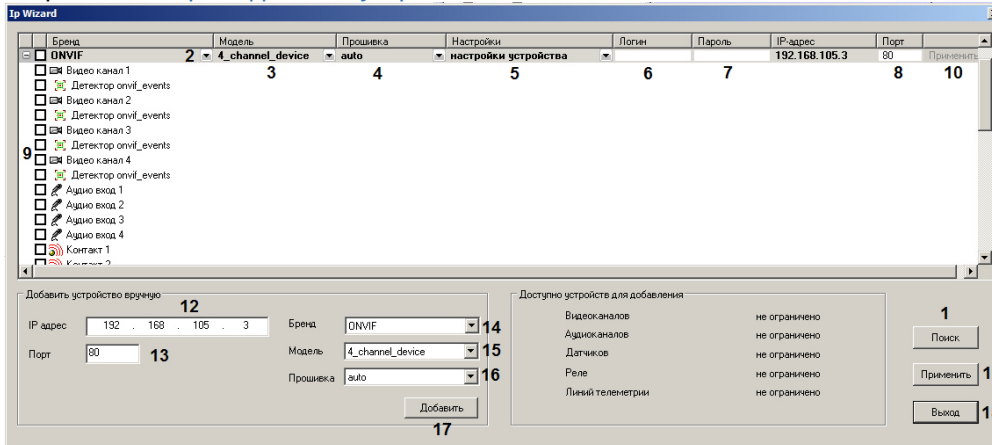 Ip Wizard
Бренд Модель Прошивка Настройки Логин Пароль IP-адрес Порт
ONVIF 2 4_channel_device auto настройки устройства 192.168.105.3 80 Применить
Видео канал 1 3 4 5 6 7 8 10
Детектор onvif_events
Видео канал 2
Детектор onvif_events
Видео канал 3
Детектор onvif_events
9 Видео канал 4
Детектор onvif_events
Аудио вход 1
Аудио вход 2
Аудио вход 3
Аудио вход 4
Контакт 1
Контакт 2
Добавить устройство вручную
12
IP адрес 192 . 168 . 105 . 3
Порт 80 13
Бренд ONVIF 14
Модель 4_channel_device 15
Прошивка auto 16
Добавить
17
Доступно устройств для добавления
Видеоканалов не ограничено
Аудиоканалов не ограничено
Датчиков не ограничено
Реле не ограничено
Линий телеметрии не ограничено
1
Поиск
Применить 1
Выход